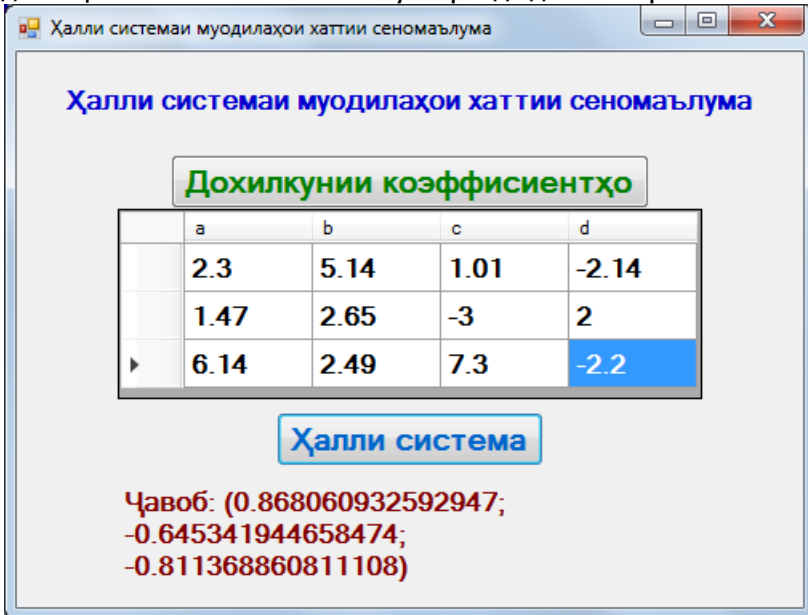 Ҳалли системаи муодилаҳои хаттии сеномаълума
Ҳалли системаи муодилаҳои хаттии сеномаълума
Дохилкунии коэффисиентҳо
a b c d
2.3 5.14 1.01 -2.14
1.47 2.65 -3 2
6.14 2.49 7.3 -2.2
Ҳалли система
Ҷавоб: (0.868060932592947;
-0.645341944658474;
-0.811368860811108)